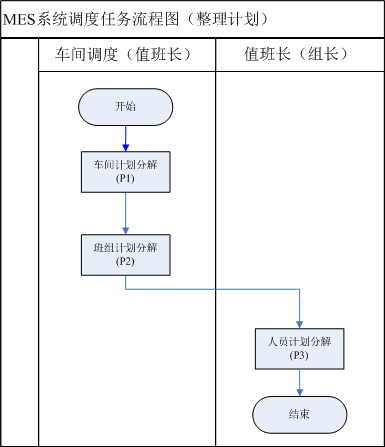 MES系统调度任务流程图（整理计划）
车间调度（值班长）
值班长（组长）
开始
车间计划分解
(P1)
班组计划分解
(P2)
人员计划分解
(P3)
结束